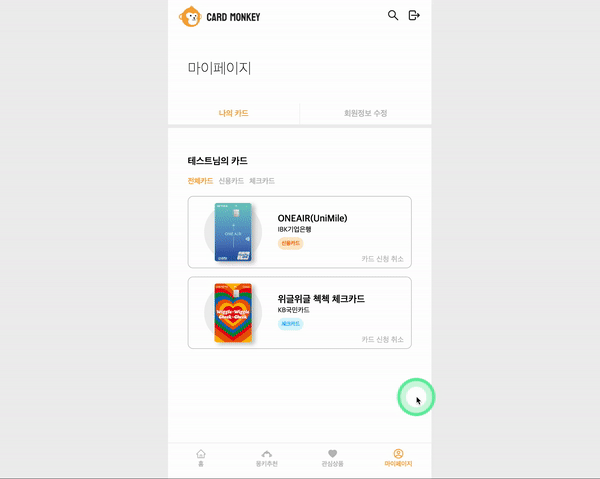 CARD MONKEY
마이페이지
나의 카드
회원정보 수정
테스트님의 카드
전체카드 신용카드 체크카드
ONE AIR
ONEAIR(UniMile)
IBK기업은행
신용카드
카드 신청 취소
Wiggle-Wiggle
위글위글 첵첵 체크카드
KB국민카드
체크카드
카드 신청 취소
홈
몽키추천
관심상품
마이페이지